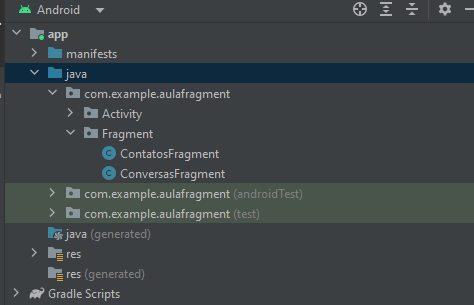 Android
app
manifests
java
com.example.aulafragment
Activity
Fragment
C ContatosFragment
C ConversasFragment
com.example.aulafragment (androidTest)
com.example.aulafragment (test)
java (generated)
res
res (generated)
Gradle Scripts